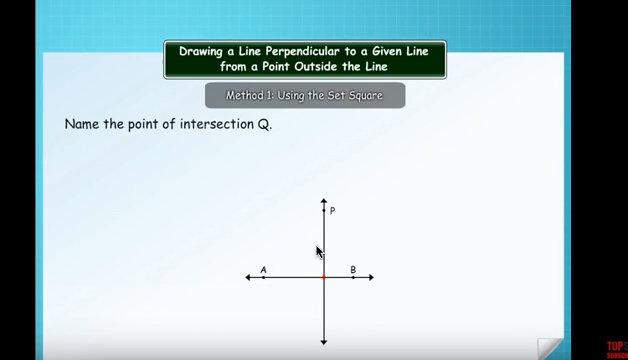 Drawing a Line Perpendicular to a Given Line
from a Point Outside the Line
Method 1: Using the Set Square
Name the point of intersection Q.
P
A
B